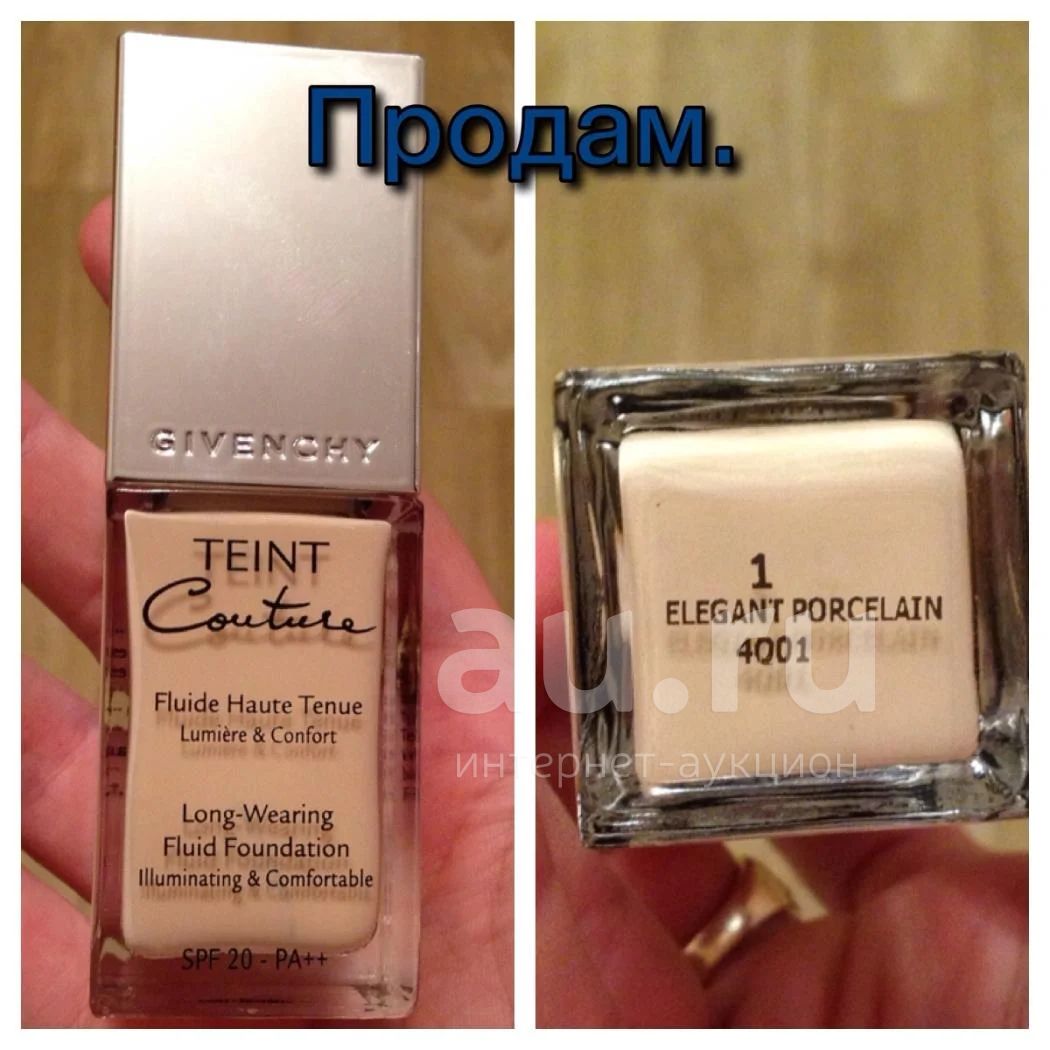 Продам.
GIVENCHY
TEINT
Couture
Fluide Haute Tenue
Lumière & Confort
Long-Wearing
Fluid Foundation
Illuminating & Comfortable
SPF 20 - PA++
1
ELEGANT PORCELAIN
4Q01
au.ru
интернет-аукцион